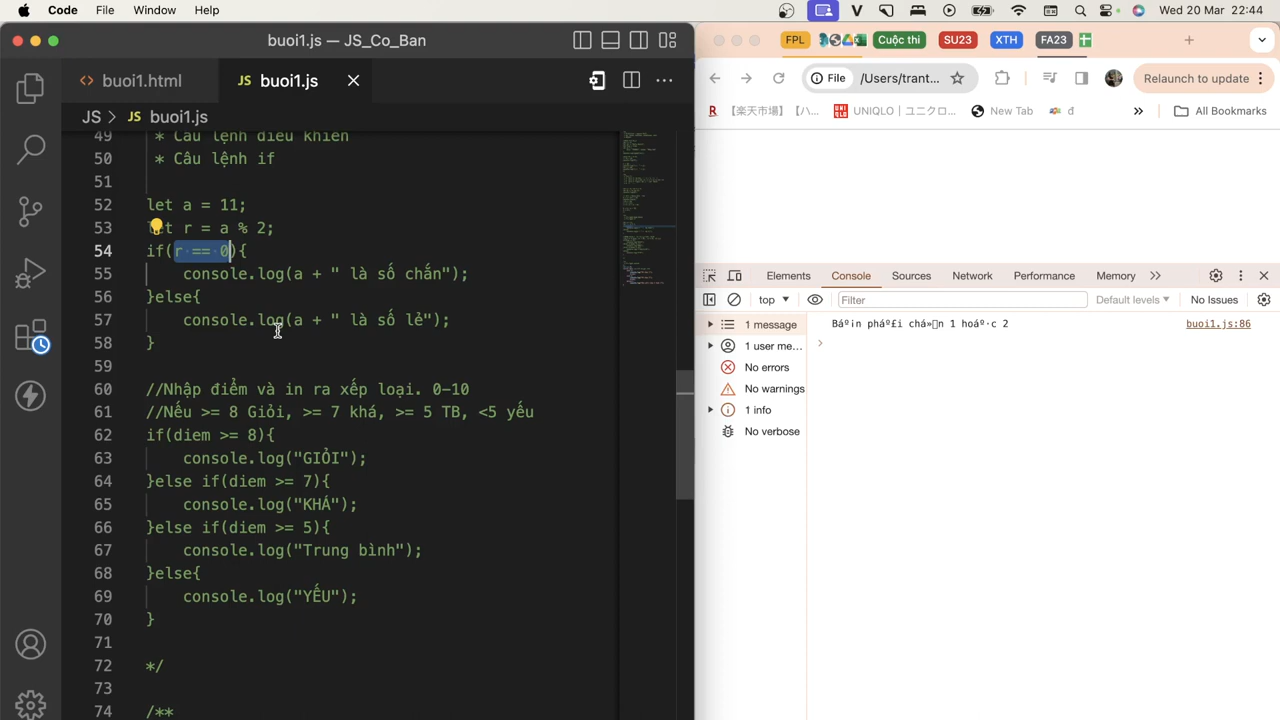 Code File Window Help Wed 20 Mar 22:44
buoi1.js — JS_Co_Ban
FPL Cuộc thi SU23 XTH FA23
buoi1.html JS buoi1.js
File /Users/trant... Relaunch to update
JS > JS buoi1.js
【楽天市場】【ハ... UNIQLO｜ユニクロ... New Tab đ » All Bookmarks
49 * Câu lệnh điều khiển
50 * Câu lệnh if
51
52 let a = 11;
53 let r = a % 2;
54 if(r == 0){
55 console.log(a + " là số chắn");
56 }else{
57 console.log(a + " là số lẻ");
58 }
59
60 //Nhập điểm và in ra xếp loại. 0-10
61 //Nếu >= 8 Giỏi, >= 7 khá, >= 5 TB, <5 yếu
62 if(diem >= 8){
63 console.log("GIỎI");
64 }else if(diem >= 7){
65 console.log("KHÁ");
66 }else if(diem >= 5){
67 console.log("Trung bình");
68 }else{
69 console.log("YẾU");
70 }
71
72 */
73
74 /**
Elements Console Sources Network Performance Memory »
top Filter Default levels No Issues
1 message
1 user me...
No errors
No warnings
1 info
No verbose
buoi1.js:86